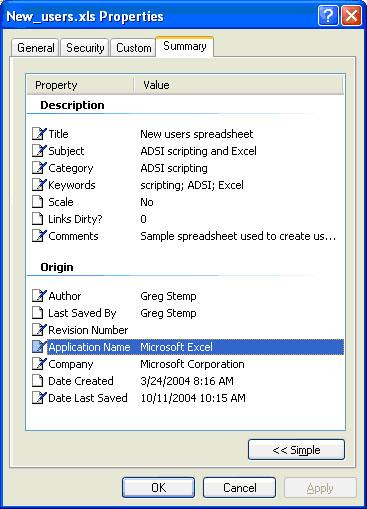 New_users.xls Properties
General Security Custom Summary
Property Value
Description
Title New users spreadsheet
Subject ADSI scripting and Excel
Category ADSI scripting
Keywords scripting; ADSI; Excel
Scale No
Links Dirty? 0
Comments Sample spreadsheet used to create us...
Origin
Author Greg Stemp
Last Saved By Greg Stemp
Revision Number
Application Name Microsoft Excel
Company Microsoft Corporation
Date Created 3/24/2004 8:16 AM
Date Last Saved 10/11/2004 10:15 AM
<< Simple
OK Cancel Apply